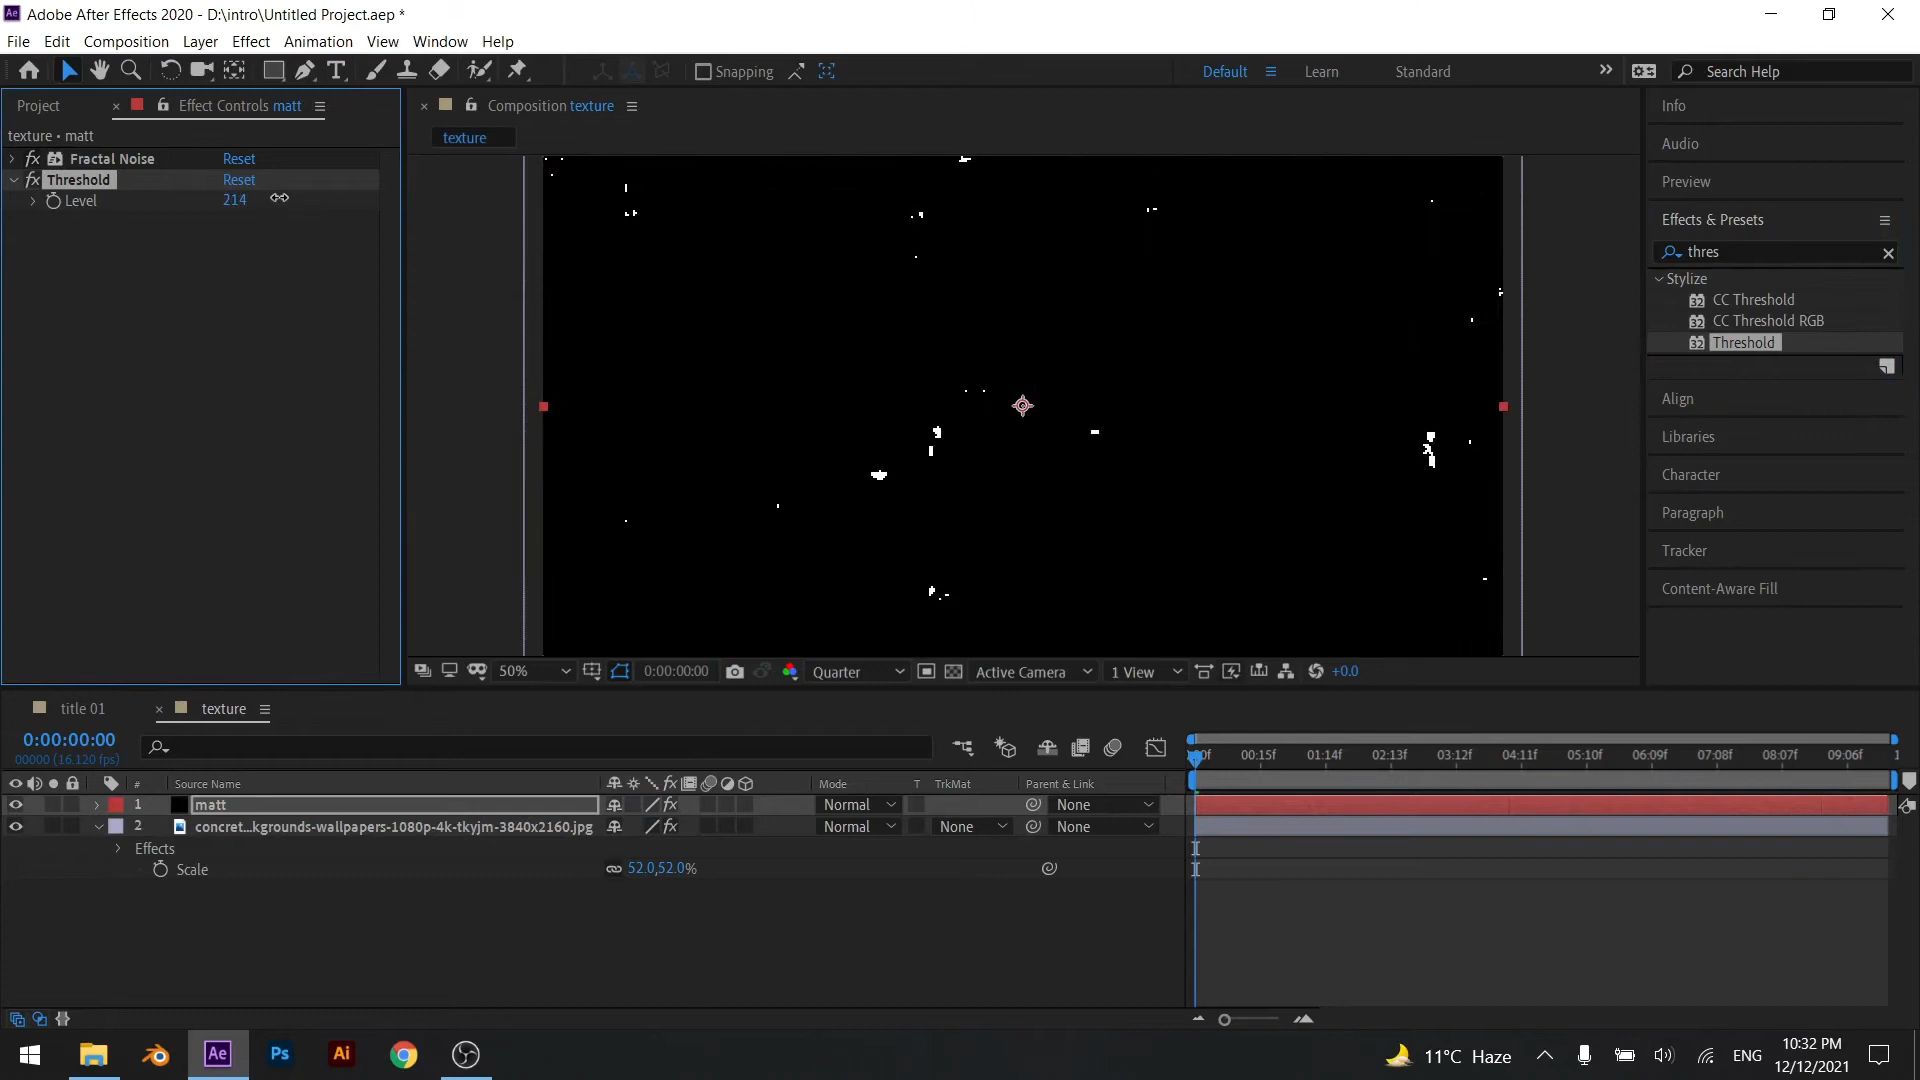 Adobe After Effects 2020 - D:\intro\Untitled Project.aep *
File Edit Composition Layer Effect Animation View Window Help
Snapping
Default
Learn
Standard
Search Help
Project
Effect Controls matt
texture • matt
Fractal Noise
Reset
Threshold
Reset
Level
214
Composition texture
texture
50%
0:00:00:00
Quarter
Active Camera
1 View
+0.0
Info
Audio
Preview
Effects & Presets
thres
Stylize
CC Threshold
CC Threshold RGB
Threshold
Align
Libraries
Character
Paragraph
Tracker
Content-Aware Fill
title 01
texture
0:00:00:00
00000 (16.120 fps)
00f 00:15f 01:14f 02:13f 03:12f 04:11f 05:10f 06:09f 07:08f 08:07f 09:06f 1
# Source Name
Mode
T
TrkMat
Parent & Link
1 matt
Normal
None
2 concret...kgrounds-wallpapers-1080p-4k-tkyjm-3840x2160.jpg
Normal
None
None
Effects
Scale
52.0,52.0%
Ae
Ps
Ai
11°C Haze
ENG
10:32 PM
12/12/2021